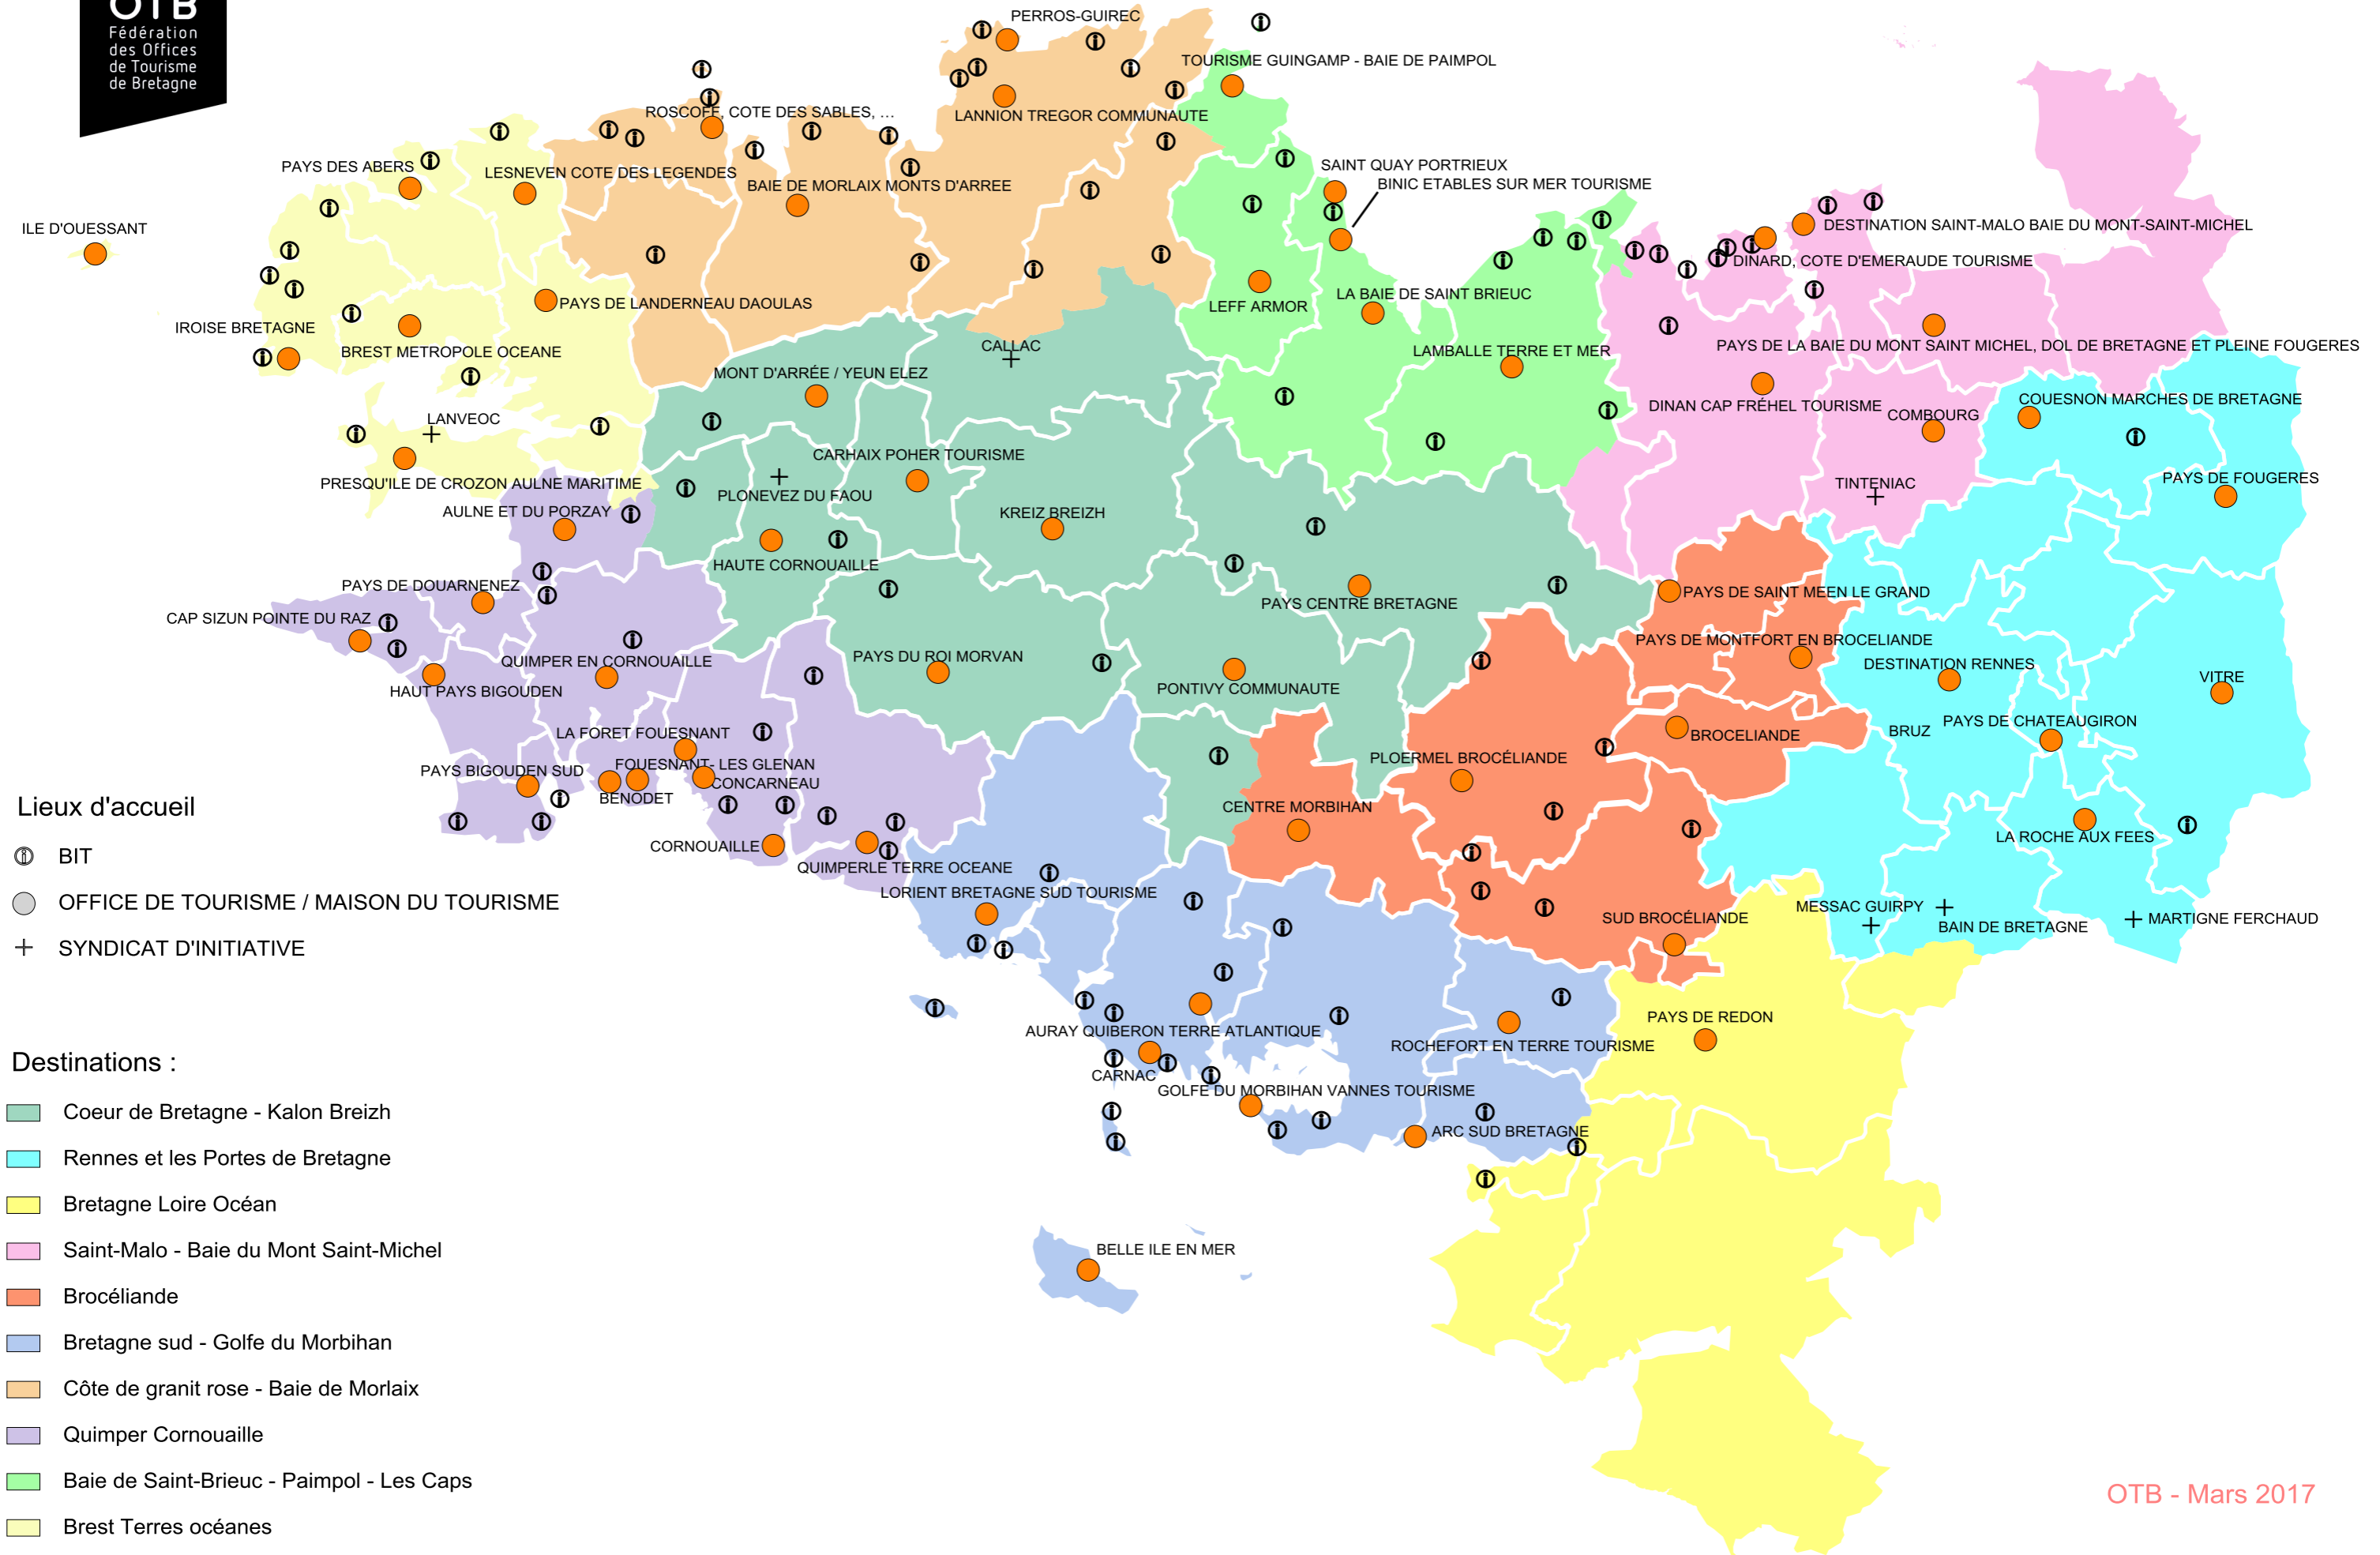 OTB
Fédération
des Offices
de Tourisme
de Bretagne
PERROS-GUIREC
TOURISME GUINGAMP - BAIE DE PAIMPOL
ROSCOFF, COTE DES SABLES, ...
LANNION TREGOR COMMUNAUTE
PAYS DES ABERS
LESNEVEN COTE DES LEGENDES
BAIE DE MORLAIX MONTS D'ARREE
SAINT QUAY PORTRIEUX
BINIC ETABLES SUR MER TOURISME
ILE D'OUESSANT
DESTINATION SAINT-MALO BAIE DU MONT-SAINT-MICHEL
DINARD, COTE D'EMERAUDE TOURISME
PAYS DE LANDERNEAU DAOULAS
LEFF ARMOR
LA BAIE DE SAINT BRIEUC
IROISE BRETAGNE
BREST METROPOLE OCEANE
CALLAC
LAMBALLE TERRE ET MER
PAYS DE LA BAIE DU MONT SAINT MICHEL, DOL DE BRETAGNE ET PLEINE FOUGERES
MONT D'ARRÉE / YEUN ELEZ
DINAN CAP FRÉHEL TOURISME
COMBOURG
COUESNON MARCHES DE BRETAGNE
LANVEOC
CARHAIX POHER TOURISME
PRESQU'ILE DE CROZON AULNE MARITIME
PLONEVEZ DU FAOU
TINTENIAC
PAYS DE FOUGERES
AULNE ET DU PORZAY
KREIZ BREIZH
HAUTE CORNOUAILLE
PAYS DE DOUARNENEZ
PAYS CENTRE BRETAGNE
PAYS DE SAINT MEEN LE GRAND
CAP SIZUN POINTE DU RAZ
PAYS DE MONTFORT EN BROCELIANDE
QUIMPER EN CORNOUAILLE
PAYS DU ROI MORVAN
DESTINATION RENNES
HAUT PAYS BIGOUDEN
PONTIVY COMMUNAUTE
VITRE
LA FORET FOUESNANT
BROCELIANDE
BRUZ
PAYS DE CHATEAUGIRON
PAYS BIGOUDEN SUD
FOUESNANT- LES GLENAN
PLOERMEL BROCÉLIANDE
CONCARNEAU
BENODET
CENTRE MORBIHAN
LA ROCHE AUX FEES
CORNOUAILLE
QUIMPERLE TERRE OCEANE
LORIENT BRETAGNE SUD TOURISME
MESSAC GUIRPY
SUD BROCÉLIANDE
MARTIGNE FERCHAUD
BAIN DE BRETAGNE
PAYS DE REDON
AURAY QUIBERON TERRE ATLANTIQUE
ROCHEFORT EN TERRE TOURISME
CARNAC
GOLFE DU MORBIHAN VANNES TOURISME
ARC SUD BRETAGNE
BELLE ILE EN MER
Lieux d'accueil
BIT
OFFICE DE TOURISME / MAISON DU TOURISME
SYNDICAT D'INITIATIVE
Destinations :
Coeur de Bretagne - Kalon Breizh
Rennes et les Portes de Bretagne
Bretagne Loire Océan
Saint-Malo - Baie du Mont Saint-Michel
Brocéliande
Bretagne sud - Golfe du Morbihan
Côte de granit rose - Baie de Morlaix
Quimper Cornouaille
Baie de Saint-Brieuc - Paimpol - Les Caps
Brest Terres océanes
OTB - Mars 2017